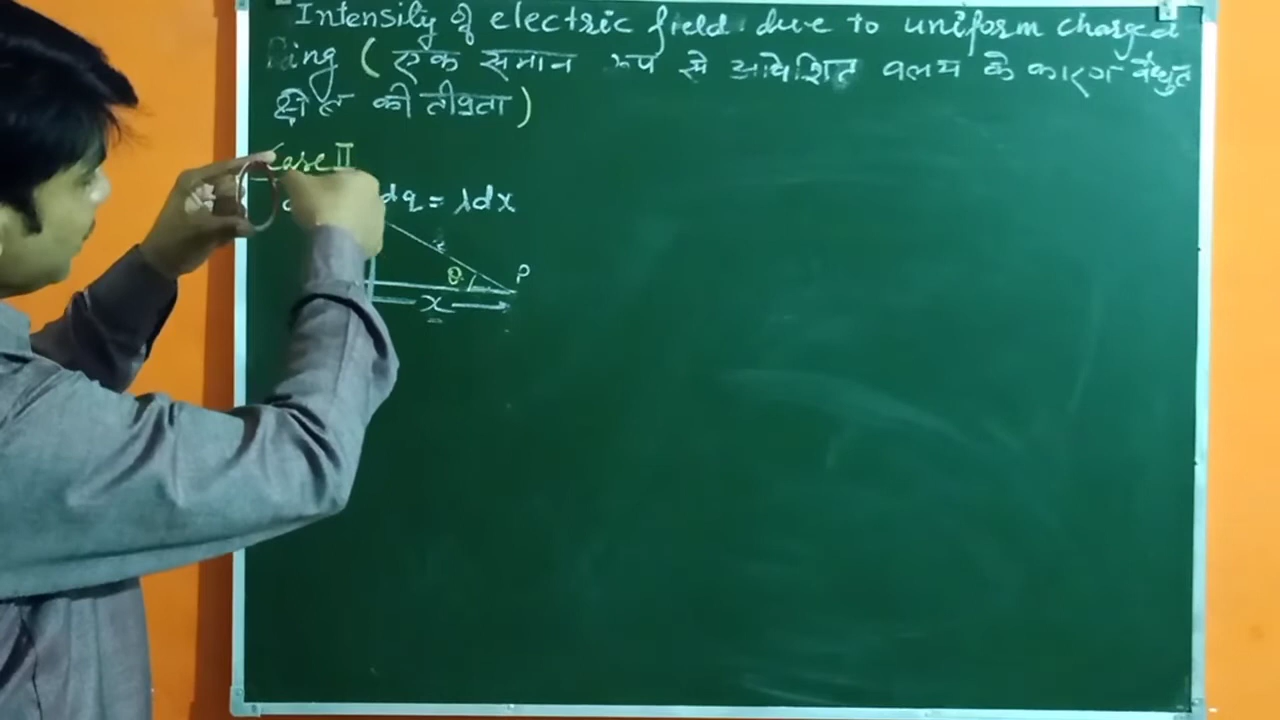 Intensity of electric field due to uniform charged
Ring ( एक समान रूप से आवेशित वलय के कारण वैधुत
क्षेत्र की तीव्रता )
Case II
dq = λdx
θ
P
x